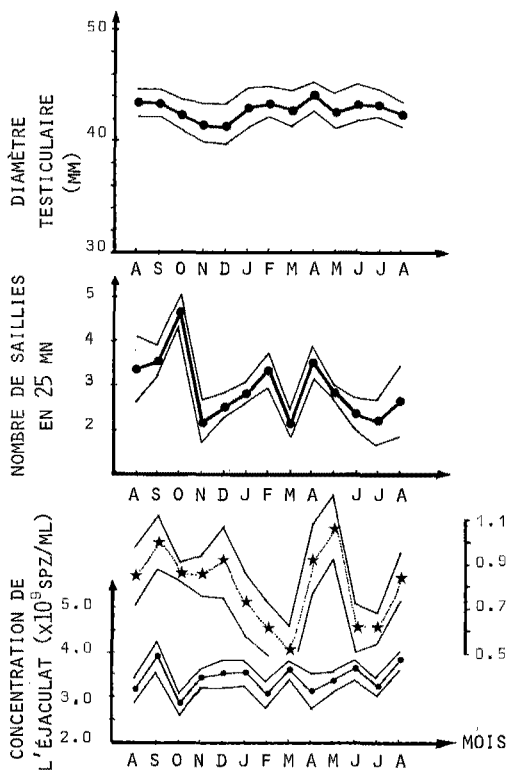 50
40
30
DIAMÈTRE
TESTICULAIRE
(MM)
A S O N D J F M A M J J A
5
4
3
2
NOMBRE DE SAILLIES
EN 25 MN
A S O N D J F M A M J J A
1.1
0.9
0.7
0.5
5.0
4.0
3.0
2.0
CONCENTRATION DE
L'ÉJACULAT (x10⁹SPZ/ML)
A S O N D J F M A M J J A
MOIS